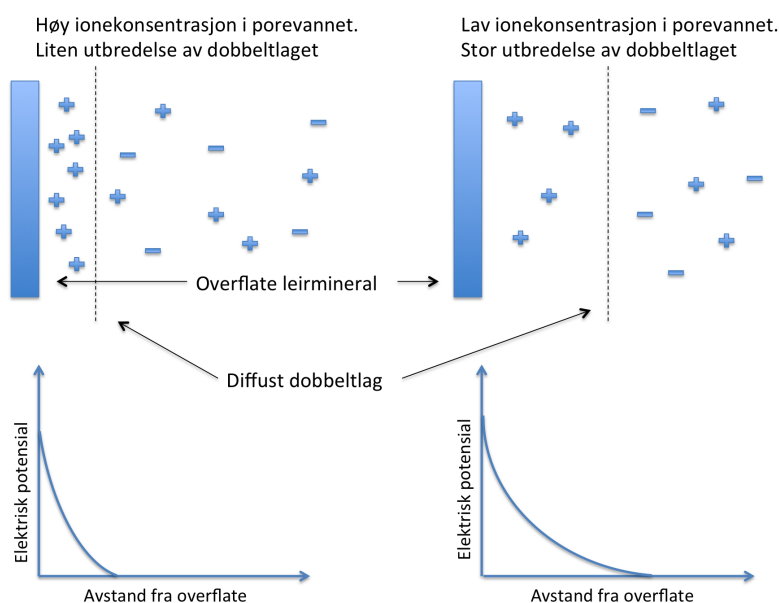 Høy ionekonsentrasjon i porevannet.
Liten utbredelse av dobbeltlaget
Lav ionekonsentrasjon i porevannet.
Stor utbredelse av dobbeltlaget
Overflate leirmineral
Diffust dobbeltlag
Elektrisk potensial
Avstand fra overflate
Elektrisk potensial
Avstand fra overflate